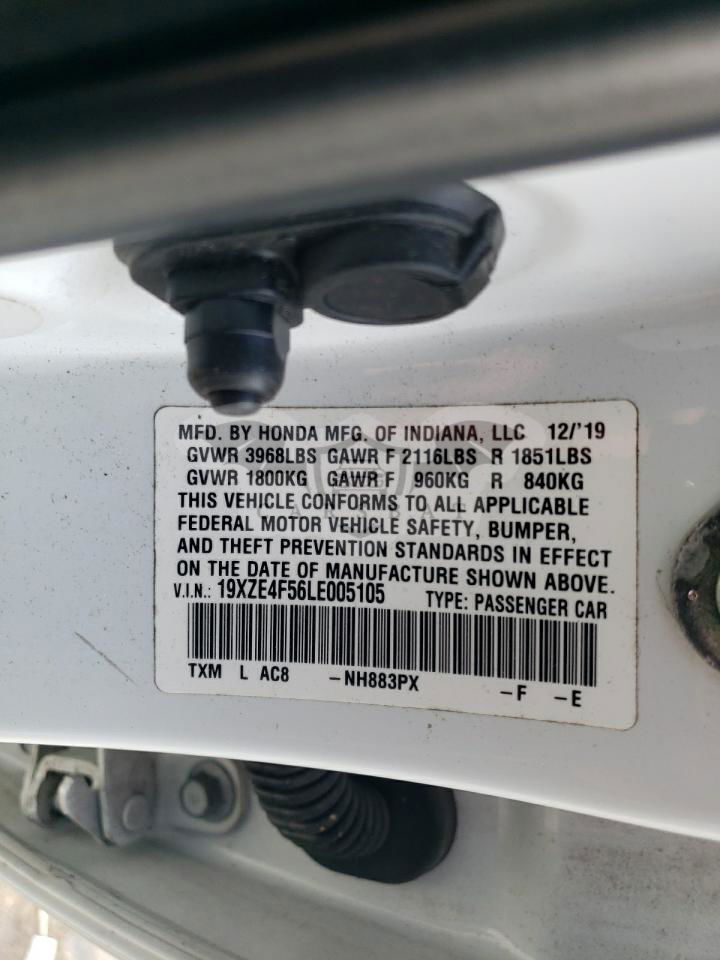 MFD. BY HONDA MFG. OF INDIANA, LLC 12/'19
GVWR 3968LBS GAWR F 2116LBS R 1851LBS
GVWR 1800KG GAWR F 960KG R 840KG
THIS VEHICLE CONFORMS TO ALL APPLICABLE
FEDERAL MOTOR VEHICLE SAFETY, BUMPER,
AND THEFT PREVENTION STANDARDS IN EFFECT
ON THE DATE OF MANUFACTURE SHOWN ABOVE.
V.I.N.: 19XZE4F56LE005105 TYPE: PASSENGER CAR
TXM L AC8 -NH883PX -F -E